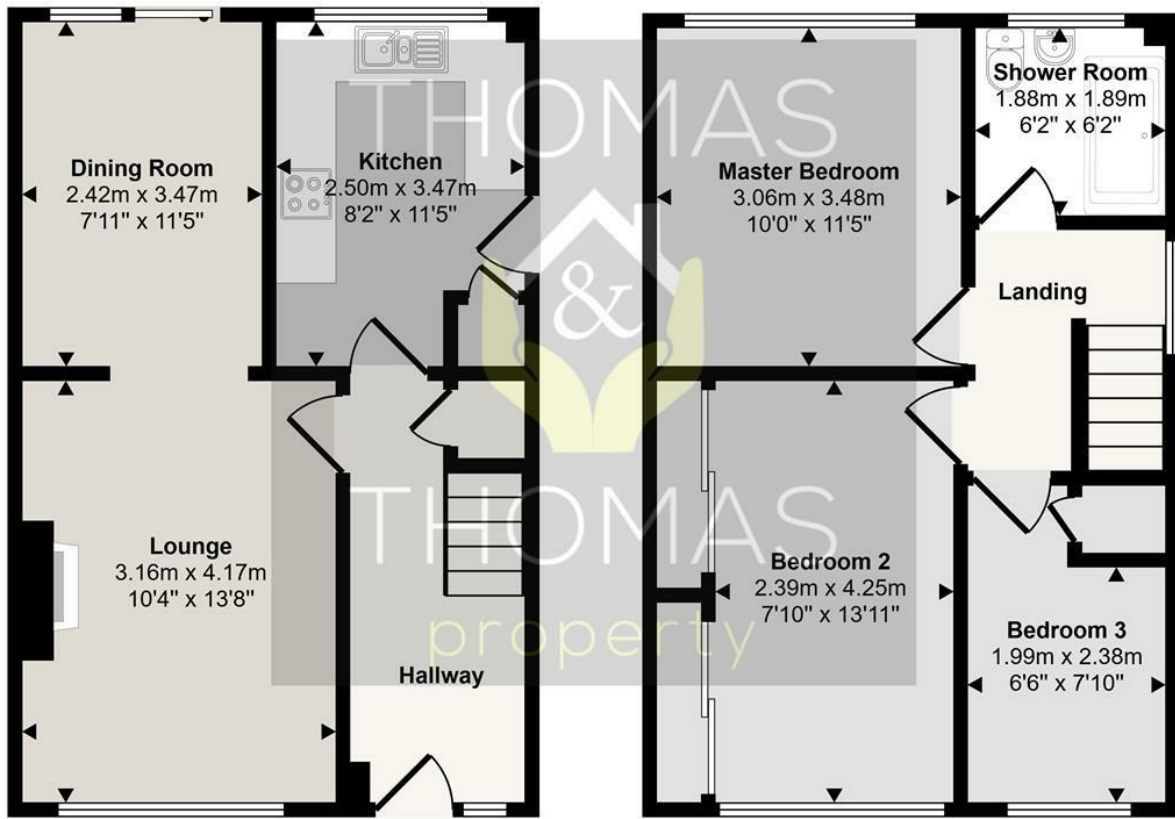 Dining Room
2.42m x 3.47m
7'11" x 11'5"
Kitchen
2.50m x 3.47m
8'2" x 11'5"
Lounge
3.16m x 4.17m
10'4" x 13'8"
Hallway
Master Bedroom
3.06m x 3.48m
10'0" x 11'5"
Shower Room
1.88m x 1.89m
6'2" x 6'2"
Landing
Bedroom 2
2.39m x 4.25m
7'10" x 13'11"
Bedroom 3
1.99m x 2.38m
6'6" x 7'10"
THOMAS
&
THOMAS
property